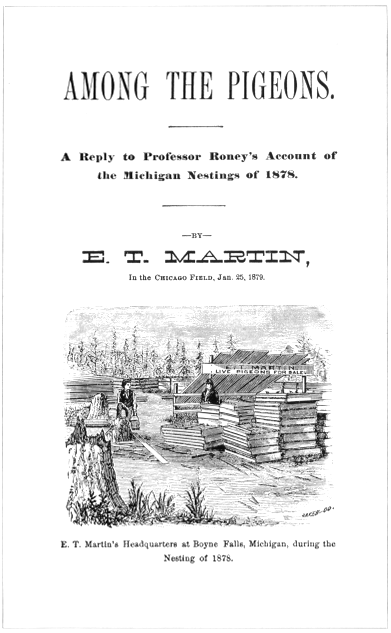 AMONG THE PIGEONS.
A Reply to Professor Roney's Account of
the Michigan Nestings of 1878.
—BY—
E. T. MARTIN,
In the CHICAGO FIELD, Jan. 25, 1879.
E. T. MARTIN
LIVE PIGEONS FOR SALE
E. T. Martin's Headquarters at Boyne Falls, Michigan, during the
Nesting of 1878.